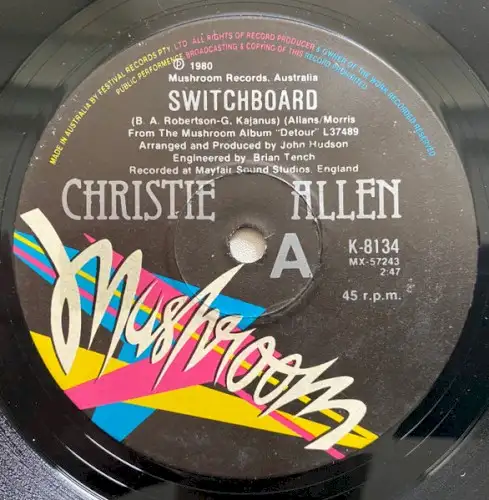 MADE IN AUSTRALIA BY FESTIVAL RECORDS PTY. LTD. ALL RIGHTS OF RECORD PRODUCER & OWNER OF THE WORK RECORDED RESERVED
PUBLIC PERFORMENCE BROADCASTING & COPYING OF THIS RECORD PROHIBITED
℗ 1980
Mushroom Records, Australia
SWITCHBOARD
(B. A. Robertson-G. Kajanus) (Allans/Morris
From The Mushroom Album "Detour" L37489
Arranged and Produced by John Hudson
Engineered by Brian Tench
Recorded at Mayfair Sound Studios, England
CHRISTIE ALLEN
A
K-8134
MX-57243
2:47
45 r.p.m.
Mushroom